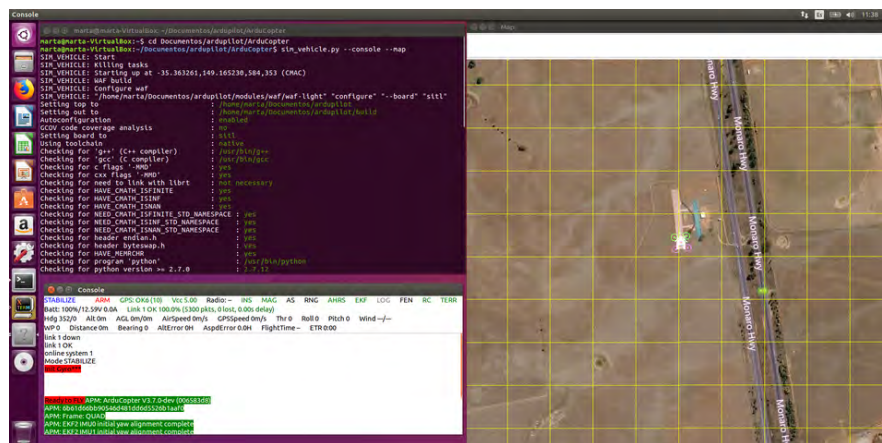 Console
11:38
marta@marta-VirtualBox: ~/Documentos/ardupilot/ArduCopter
marta@marta-VirtualBox:~$ cd Documentos/ardupilot/ArduCopter
marta@marta-VirtualBox:~/Documentos/ardupilot/ArduCopter$ sim_vehicle.py --console --map
SIM_VEHICLE: Start
SIM_VEHICLE: Killing tasks
SIM_VEHICLE: Starting up at -35.363261,149.165230,584,353 (CMAC)
SIM_VEHICLE: WAF build
SIM_VEHICLE: Configure waf
SIM_VEHICLE: "/home/marta/Documentos/ardupilot/modules/waf/waf-light" "configure" "--board" "sitl"
Setting top to : /home/marta/Documentos/ardupilot
Setting out to : /home/marta/Documentos/ardupilot/build
Autoconfiguration : enabled
GCOV code coverage analysis : no
Setting board to : sitl
Using toolchain : native
Checking for 'g++' (C++ compiler) : /usr/bin/g++
Checking for 'gcc' (C compiler) : /usr/bin/gcc
Checking for c flags '-MMD' : yes
Checking for cxx flags '-MMD' : yes
Checking for need to link with librt : not necessary
Checking for HAVE_CMATH_ISFINITE : yes
Checking for HAVE_CMATH_ISINF : yes
Checking for HAVE_CMATH_ISNAN : yes
Checking for NEED_CMATH_ISFINITE_STD_NAMESPACE : yes
Checking for NEED_CMATH_ISINF_STD_NAMESPACE : yes
Checking for NEED_CMATH_ISNAN_STD_NAMESPACE : yes
Checking for header endian.h : yes
Checking for header byteswap.h : yes
Checking for HAVE_MEMRCHR : yes
Checking for program 'python' : /usr/bin/python
Checking for python version >= 2.7.0 : 2.7.12
Console
STABILIZE ARM GPS: OK6 (10) Vcc 5.00 Radio: -- INS MAG AS RNG AHRS EKF LOG FEN RC TERR
Batt: 100%/12.59V 0.0A Link 1 OK 100.0% (5300 pkts, 0 lost, 0.00s delay)
Hdg 352/0 Alt 0m AGL 0m/0m AirSpeed 0m/s GPSSpeed 0m/s Thr 0 Roll 0 Pitch 0 Wind ---/---
WP 0 Distance 0m Bearing 0 AltError 0H AspdError 0.0H FlightTime -- ETR 0:00
link 1 down
link 1 OK
online system 1
Mode STABILIZE
Init Gyro***
Ready to FLY APM: ArduCopter V3.7.0-dev
APM: Frame: QUAD
APM: EKF2 IMU0 initial yaw alignment complete
APM: EKF2 IMU1 initial yaw alignment complete
Map
Monaro Hwy
Monaro Hwy
Monaro Hwy
Monaro Hwy
Monaro Hwy
Monaro Hwy